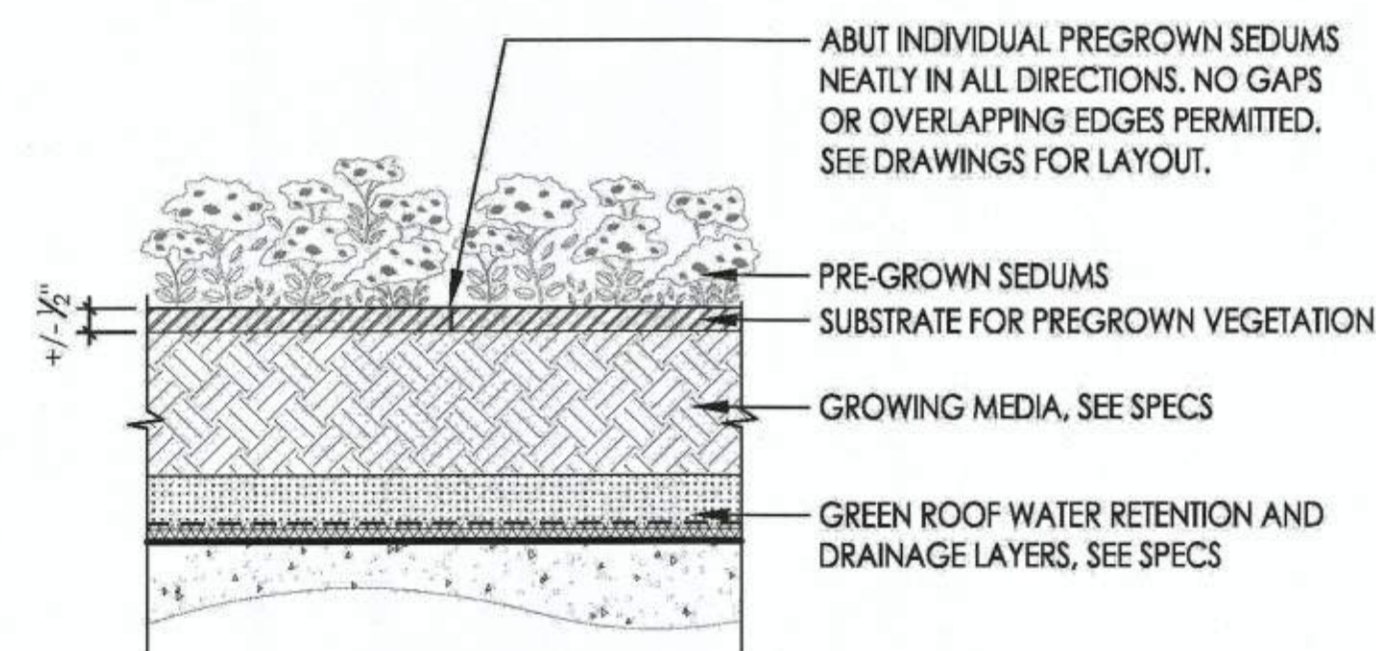 ABUT INDIVIDUAL PREGROWN SEDUMS
NEATLY IN ALL DIRECTIONS. NO GAPS
OR OVERLAPPING EDGES PERMITTED.
SEE DRAWINGS FOR LAYOUT.
PRE-GROWN SEDUMS
+/- ½"
SUBSTRATE FOR PREGROWN VEGETATION
GROWING MEDIA, SEE SPECS
GREEN ROOF WATER RETENTION AND
DRAINAGE LAYERS, SEE SPECS